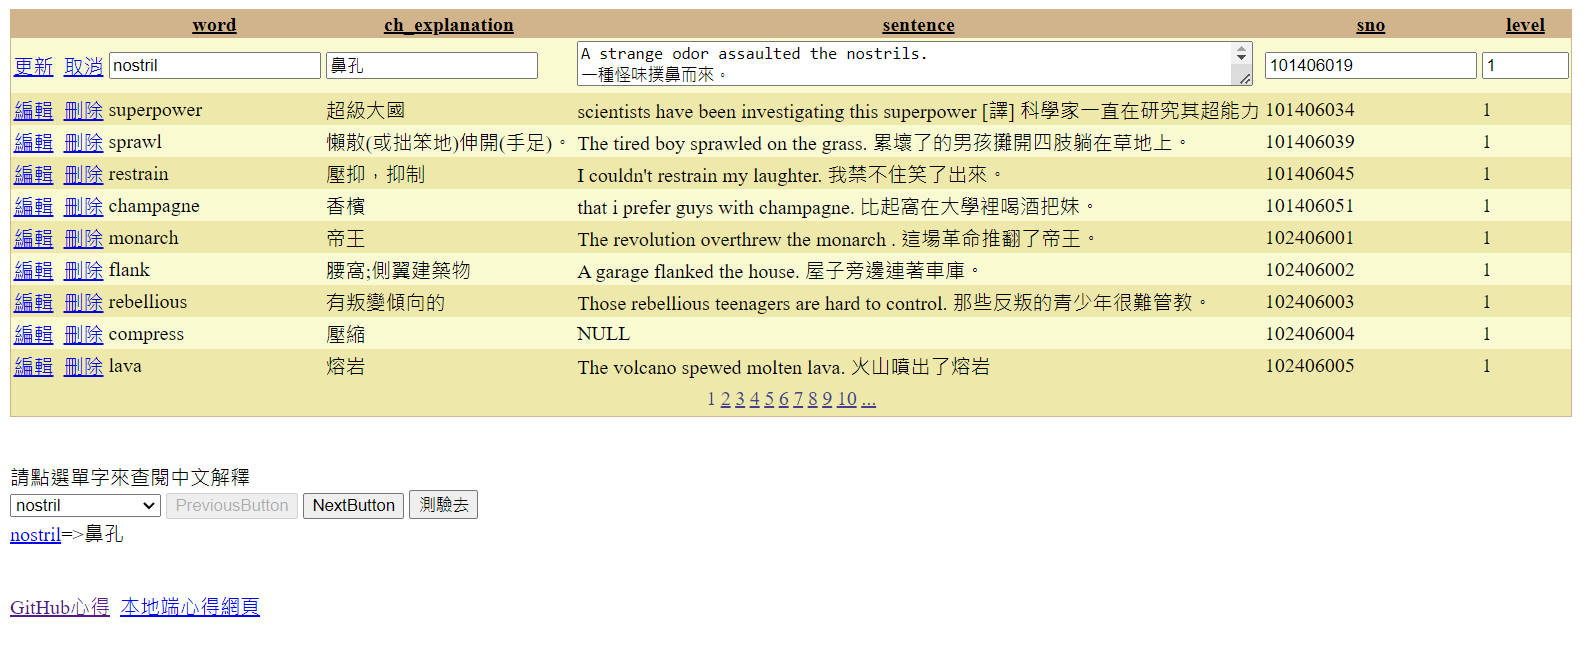 word ch_explanation sentence sno level
更新 取消 nostril 鼻孔 A strange odor assaulted the nostrils. 101406019 1
一種怪味撲鼻而來。
編輯 刪除 superpower 超級大國 scientists have been investigating this superpower [譯] 科學家一直在研究其超能力 101406034 1
編輯 刪除 sprawl 懶散(或拙笨地)伸開(手足)。 The tired boy sprawled on the grass. 累壞了的男孩攤開四肢躺在草地上。 101406039 1
編輯 刪除 restrain 壓抑，抑制 I couldn't restrain my laughter. 我禁不住笑了出來。 101406045 1
編輯 刪除 champagne 香檳 that i prefer guys with champagne. 比起窩在大學裡喝酒把妹。 101406051 1
編輯 刪除 monarch 帝王 The revolution overthrew the monarch . 這場革命推翻了帝王。 102406001 1
編輯 刪除 flank 腰窩;側翼建築物 A garage flanked the house. 屋子旁邊連著車庫。 102406002 1
編輯 刪除 rebellious 有叛變傾向的 Those rebellious teenagers are hard to control. 那些反叛的青少年很難管教。 102406003 1
編輯 刪除 compress 壓縮 NULL 102406004 1
編輯 刪除 lava 熔岩 The volcano spewed molten lava. 火山噴出了熔岩 102406005 1
1 2 3 4 5 6 7 8 9 10 ...
請點選單字來查閱中文解釋
nostril PreviousButton NextButton 測驗去
nostril=>鼻孔
GitHub心得 本地端心得網頁